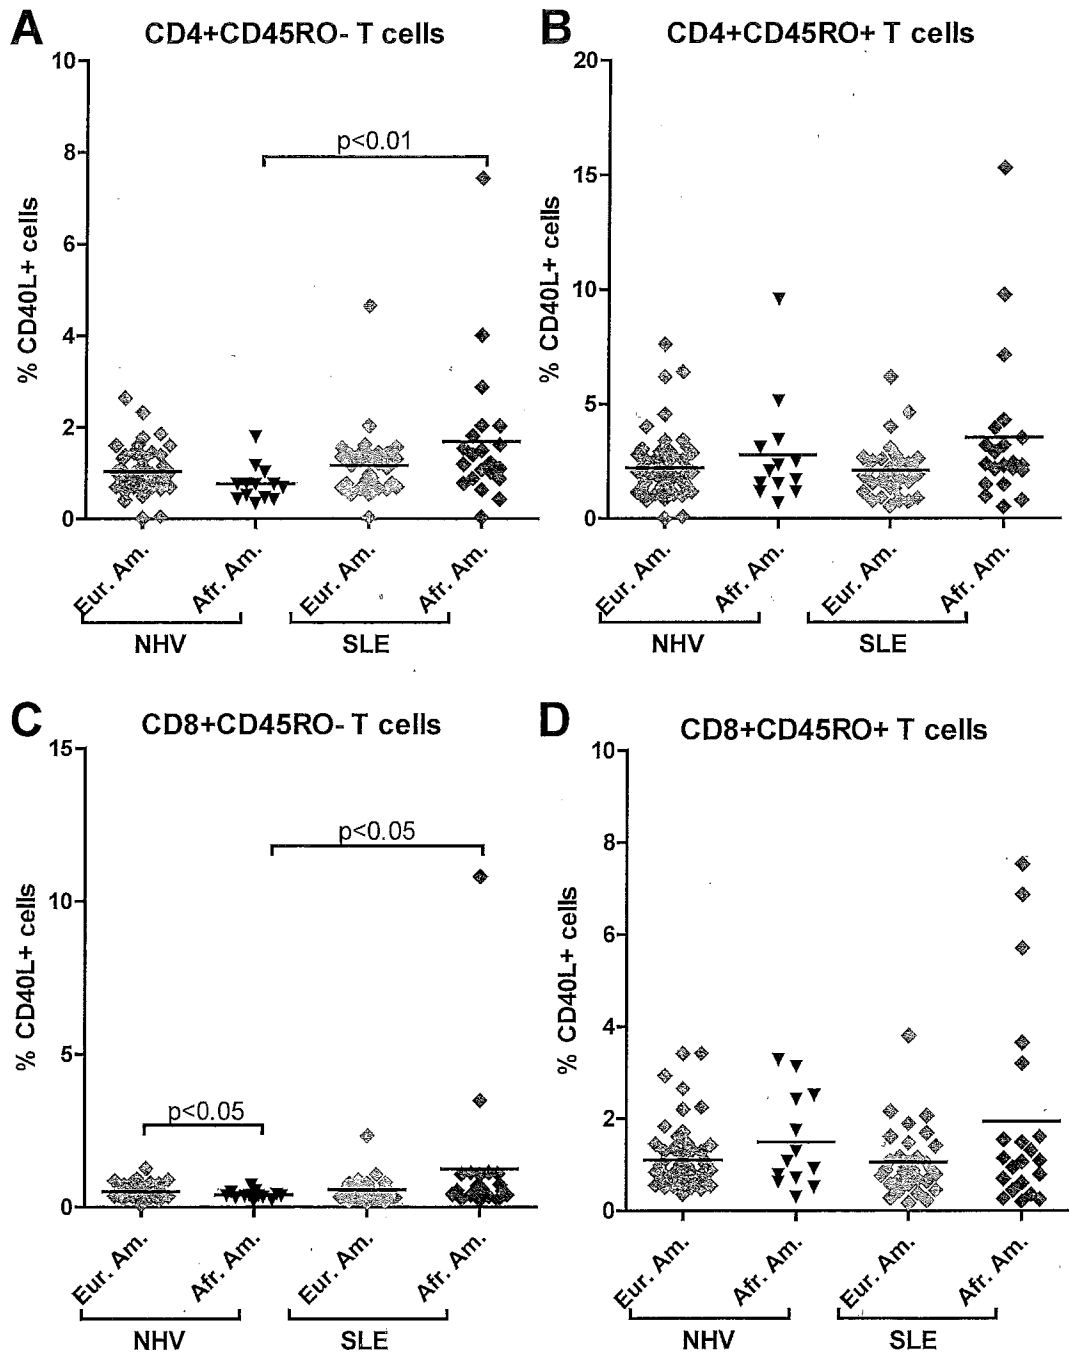 A
CD4+CD45RO- T cells
10
8
6
4
2
0
% CD40L+ cells
p<0.01
Eur. Am.
Afr. Am.
Eur. Am.
Afr. Am.
NHV
SLE
B
CD4+CD45RO+ T cells
20
15
10
5
0
% CD40L+ cells
Eur. Am.
Afr. Am.
Eur. Am.
Afr. Am.
NHV
SLE
C
CD8+CD45RO- T cells
15
10
5
0
% CD40L+ cells
p<0.05
p<0.05
Eur. Am.
Afr. Am.
Eur. Am.
Afr. Am.
NHV
SLE
D
CD8+CD45RO+ T cells
10
8
6
4
2
0
% CD40L+ cells
Eur. Am.
Afr. Am.
Eur. Am.
Afr. Am.
NHV
SLE